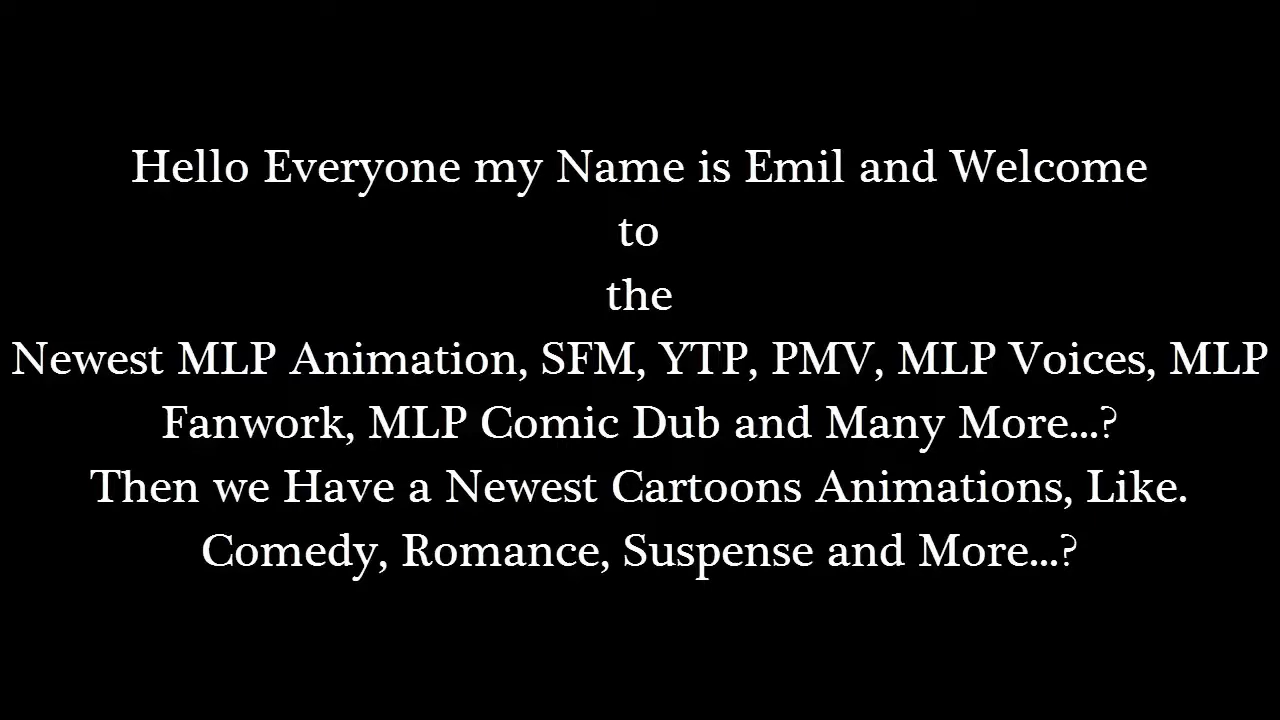 Hello Everyone my Name is Emil and Welcome
to
the
Newest MLP Animation, SFM, YTP, PMV, MLP Voices, MLP
Fanwork, MLP Comic Dub and Many More...?
Then we Have a Newest Cartoons Animations, Like.
Comedy, Romance, Suspense and More...?